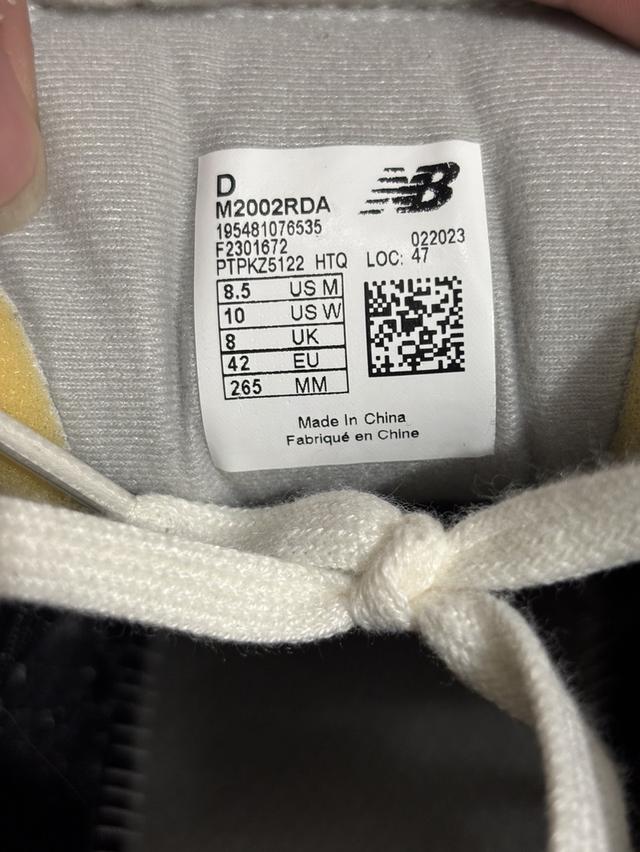 D
NB
M2002RDA
195481076535
F2301672
022023
PTPKZ5122 HTQ LOC: 47
8.5 US M
10 US W
8 UK
42 EU
265 MM
Made In China
Fabriqué en Chine